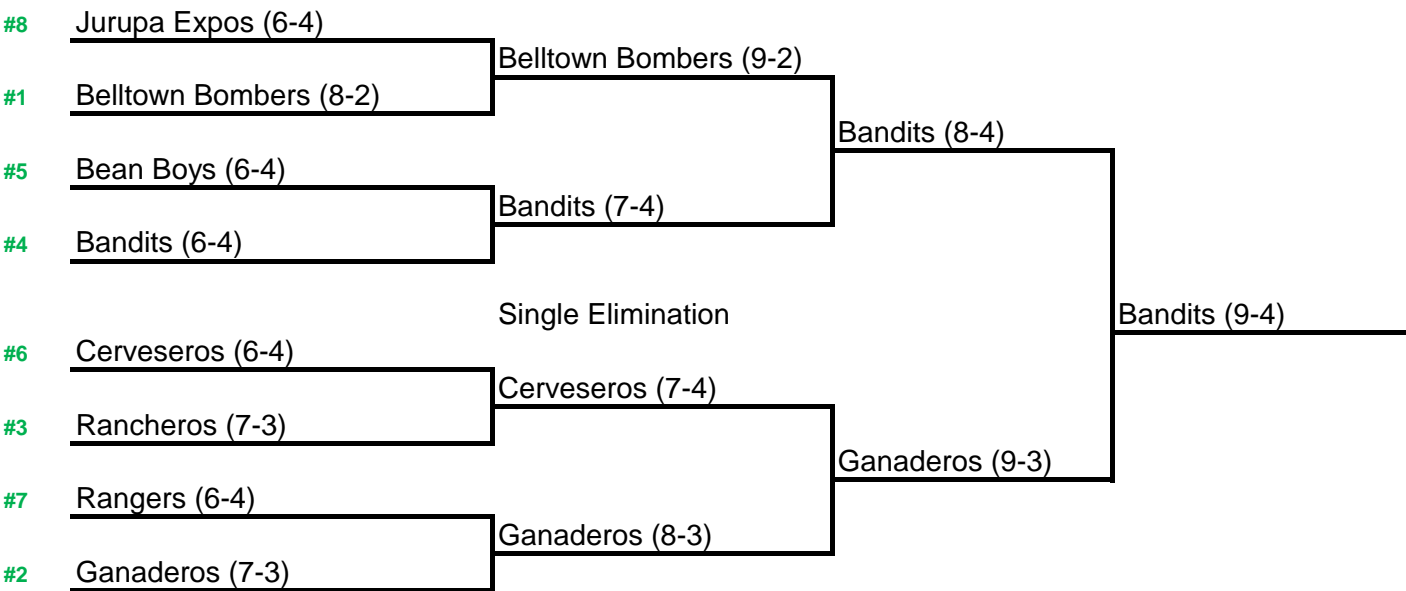 #8 Jurupa Expos (6-4)
Belltown Bombers (9-2)
#1 Belltown Bombers (8-2)
Bandits (8-4)
#5 Bean Boys (6-4)
Bandits (7-4)
#4 Bandits (6-4)
Single Elimination
Bandits (9-4)
#6 Cerveseros (6-4)
Cerveseros (7-4)
#3 Rancheros (7-3)
Ganaderos (9-3)
#7 Rangers (6-4)
Ganaderos (8-3)
#2 Ganaderos (7-3)